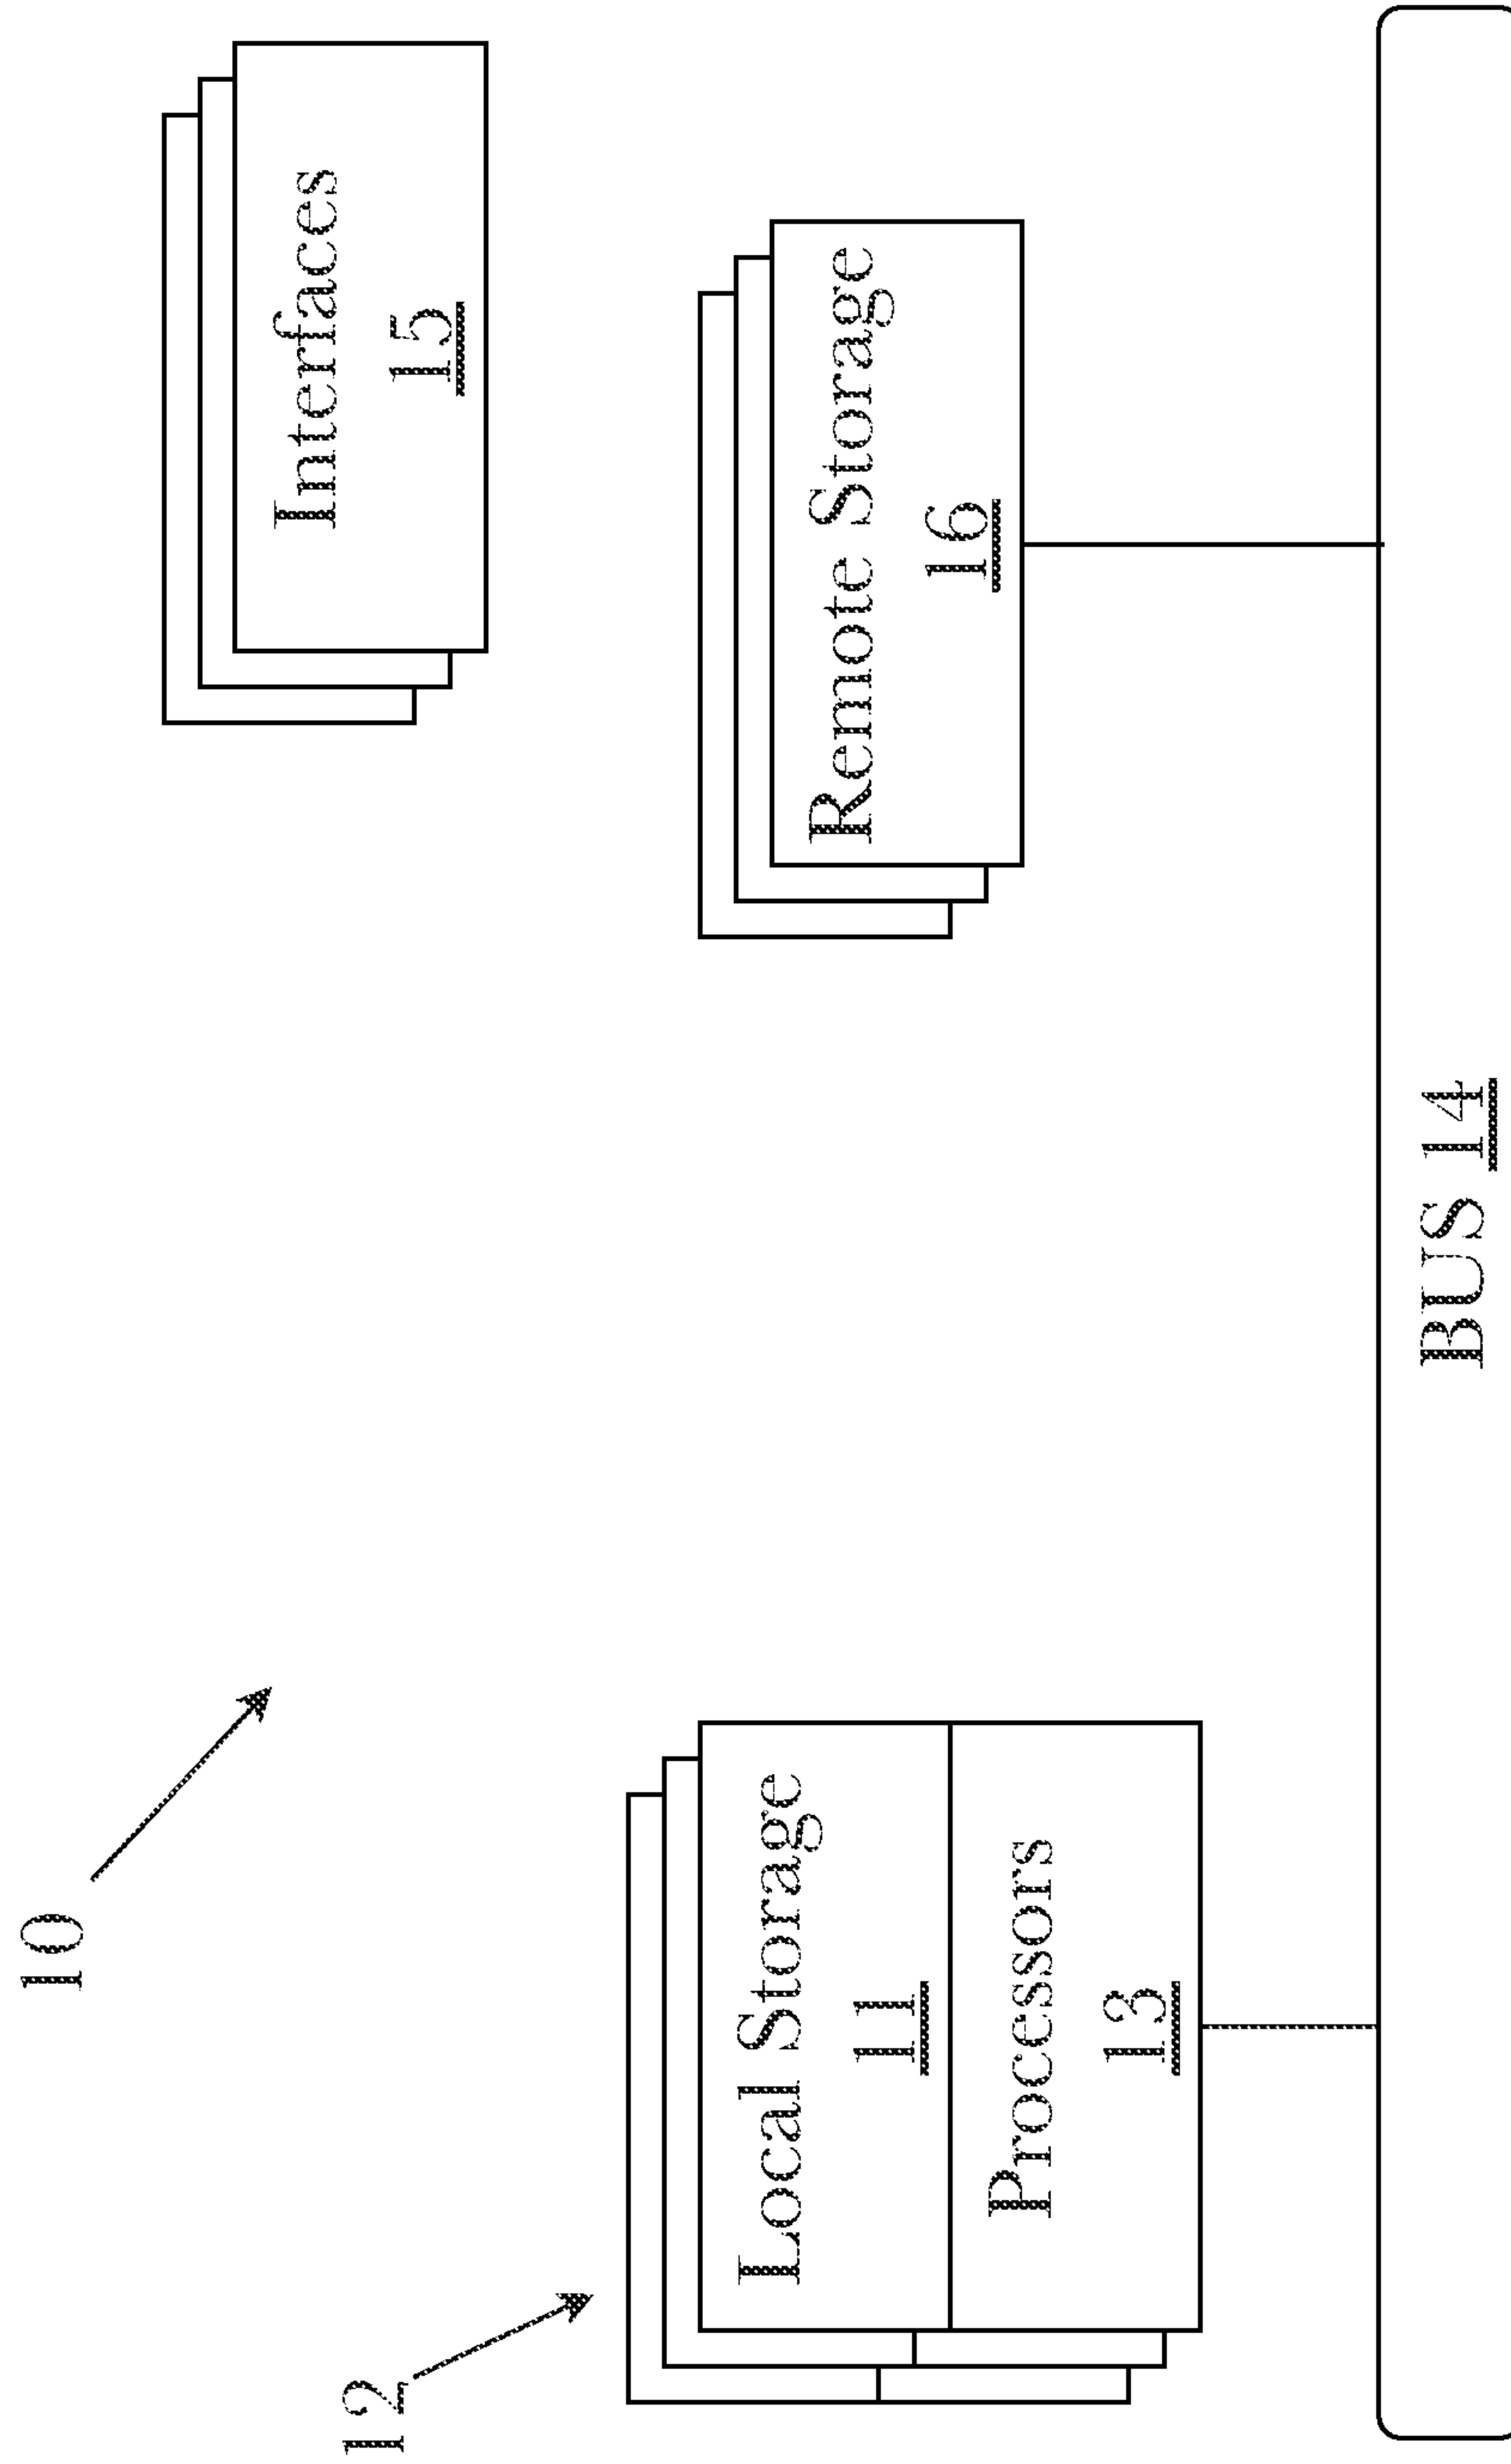 10
12
Local Storage
11
Processors
13
Interfaces
15
Remote Storage
16
BUS 14